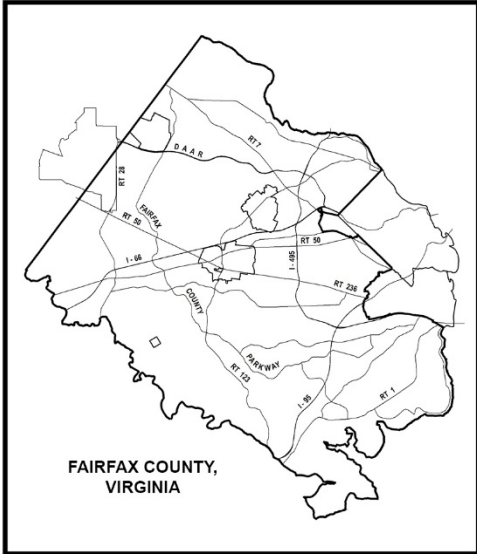 RT 7
DAAR
RT 28
FAIRFAX
RT 50
RT 50
I - 66
I - 495
RT 236
COUNTY
PARKWAY
RT 123
I - 95
RT 1
FAIRFAX COUNTY,
VIRGINIA